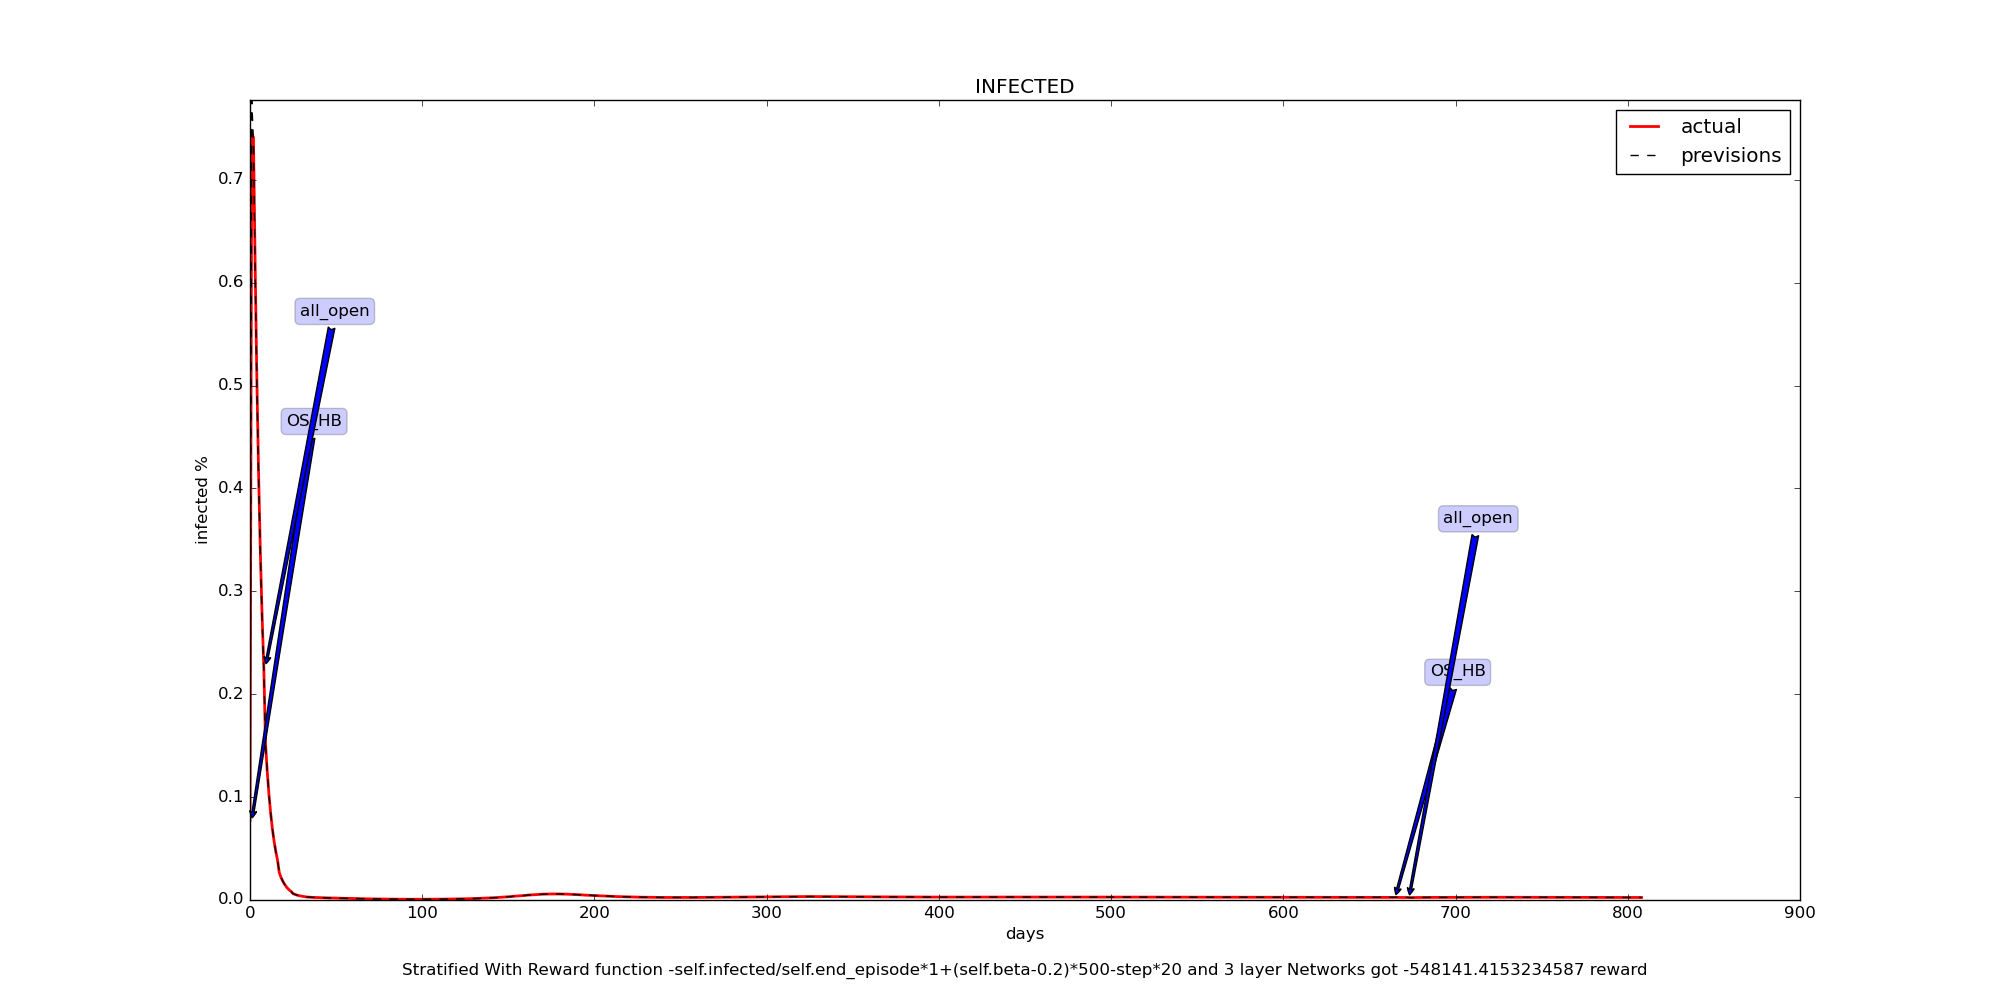 INFECTED
actual
previsions
0.7
0.6
all_open
0.5
OS_HB
infected %
0.4
all_open
0.3
OS_HB
0.2
0.1
0.0
0 100 200 300 400 500 600 700 800 900
days
Stratified With Reward function -self.infected/self.end_episode*1+(self.beta-0.2)*500-step*20 and 3 layer Networks got -548141.4153234587 reward